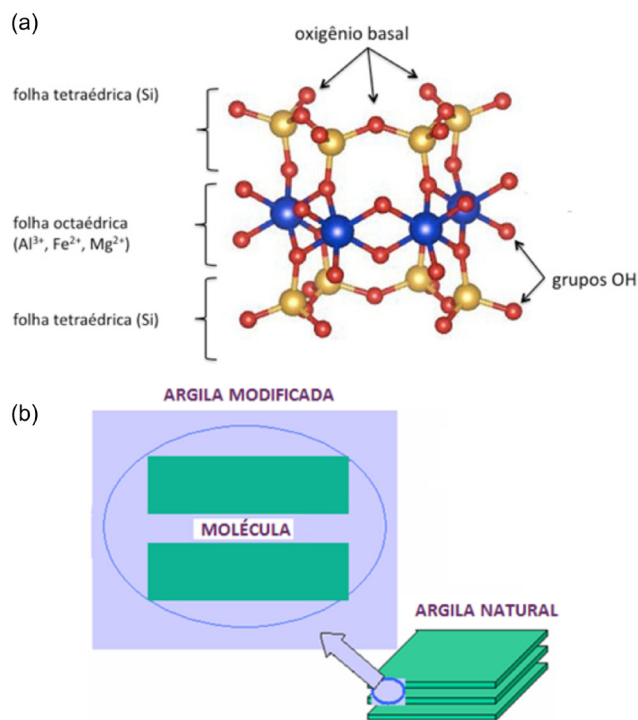 (a)
oxigênio basal
folha tetraédrica (Si)
folha octaédrica
(Al³⁺, Fe²⁺, Mg²⁺)
grupos OH
folha tetraédrica (Si)
(b)
ARGILA MODIFICADA
MOLÉCULA
ARGILA NATURAL